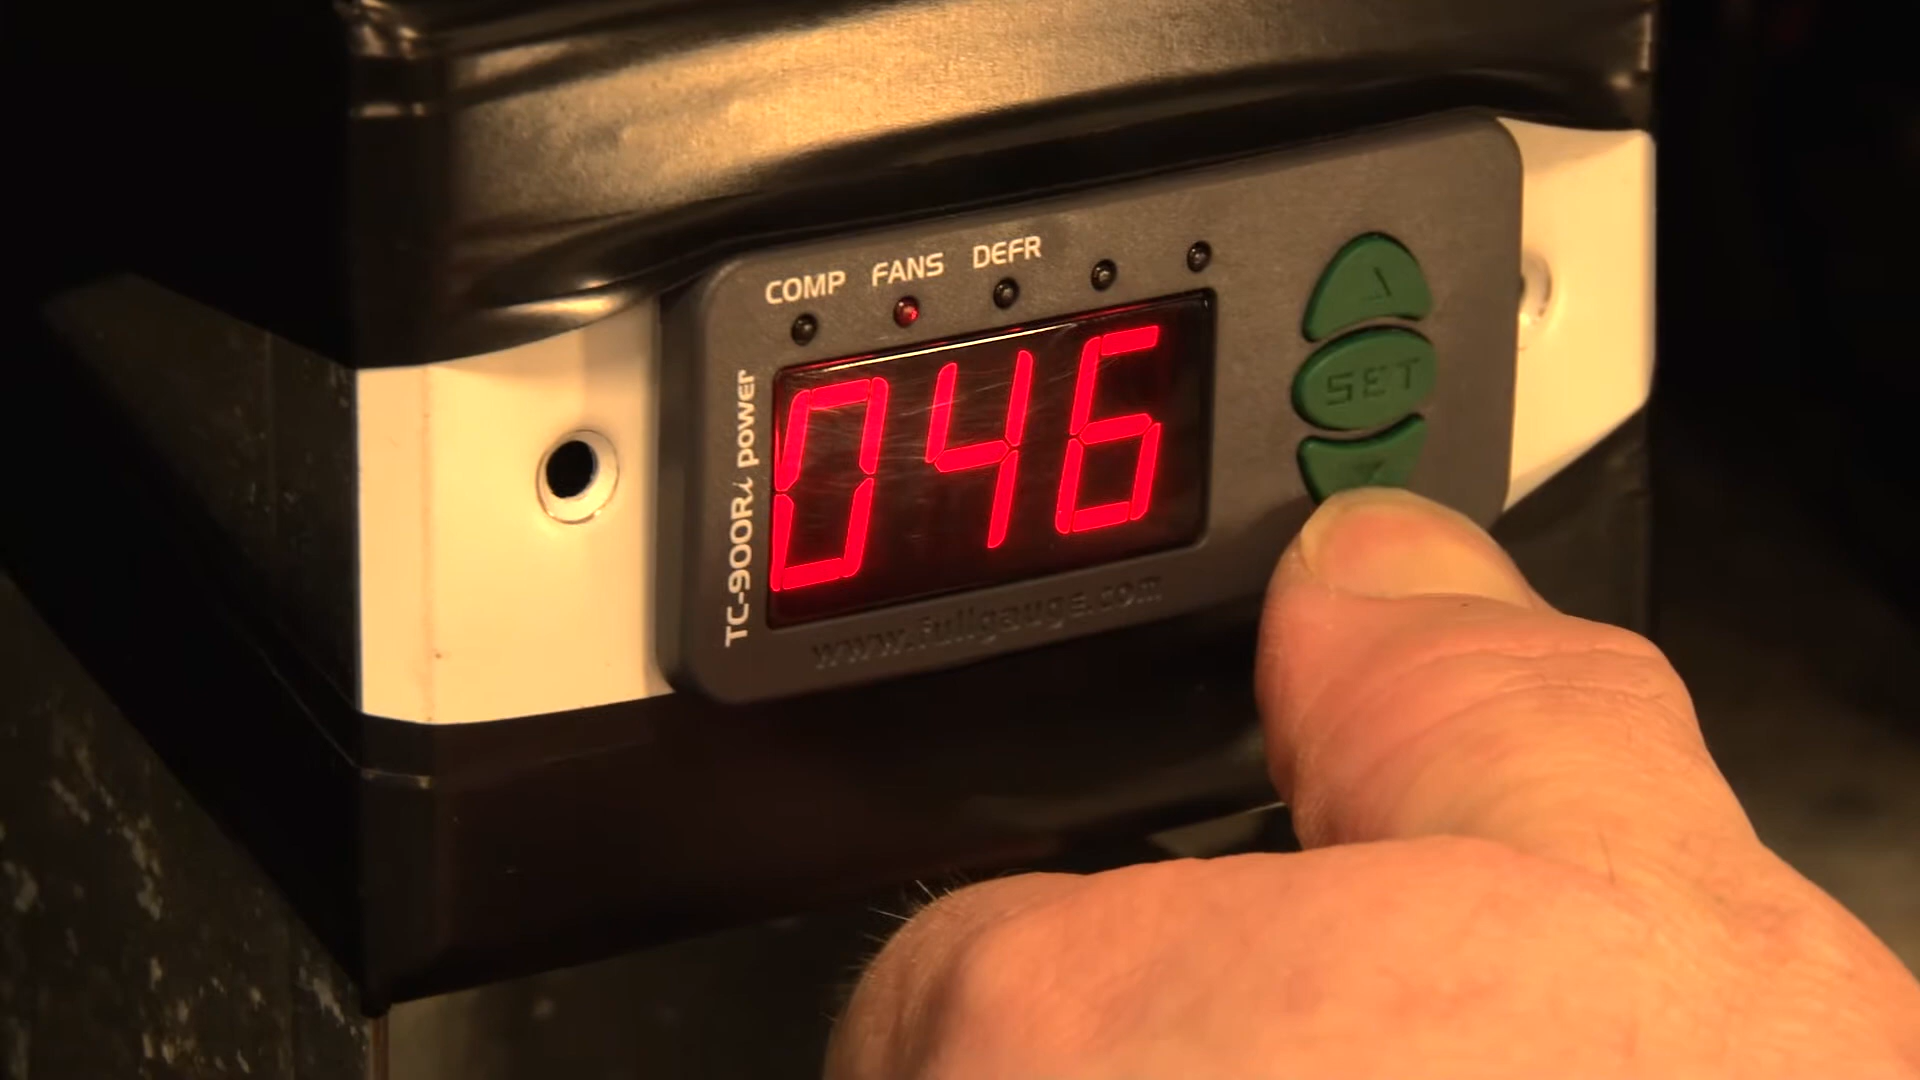 COMP FANS DEFR
TC-900Ri power
046
SET
www.fullgauge.com